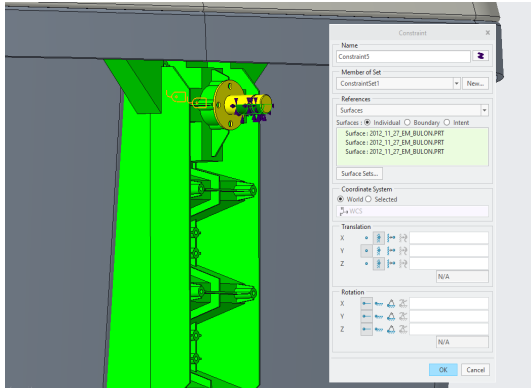 Constraint
Name
Constraint5
Member of Set
ConstraintSet1
New...
References
Surfaces
Surfaces : Individual Boundary Intent
Surface : 2012_11_27_EM_BULON.PRT
Surface : 2012_11_27_EM_BULON.PRT
Surface : 2012_11_27_EM_BULON.PRT
Surface Sets...
Coordinate System
World Selected
WCS
Translation
X
Y
Z
N/A
Rotation
X
Y
Z
N/A
OK Cancel